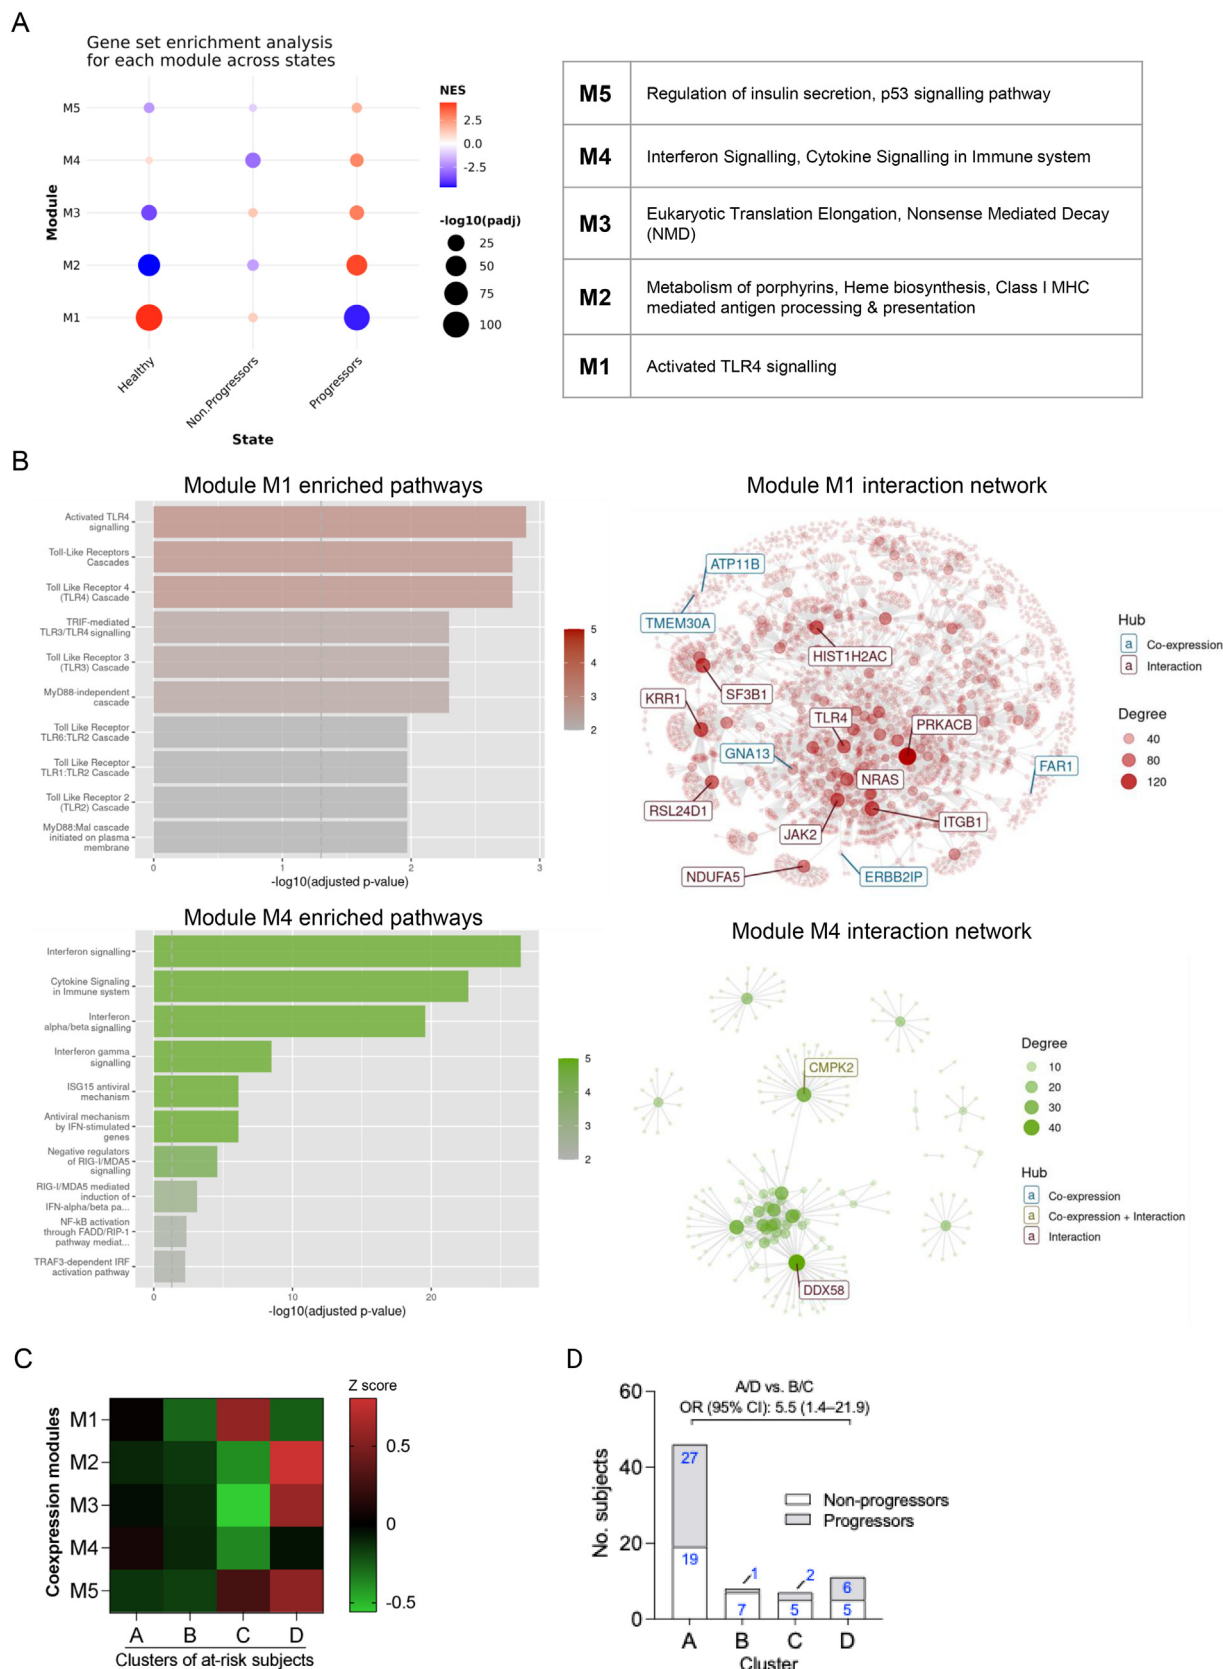 A
Gene set enrichment analysis
for each module across states
M5
M4
M3
M2
M1
Module
Healthy
Non.Progressors
Progressors
State
NES
2.5
0.0
-2.5
-log10(padj)
25
50
75
100
M5 Regulation of insulin secretion, p53 signalling pathway
M4 Interferon Signalling, Cytokine Signalling in Immune system
M3 Eukaryotic Translation Elongation, Nonsense Mediated Decay
(NMD)
M2 Metabolism of porphyrins, Heme biosynthesis, Class I MHC
mediated antigen processing & presentation
M1 Activated TLR4 signalling
B
Module M1 enriched pathways
Activated TLR4
signalling
Toll-Like Receptors
Cascades
Toll Like Receptor 4
(TLR4) Cascade
TRIF-mediated
TLR3/TLR4 signalling
Toll Like Receptor 3
(TLR3) Cascade
MyD88-independent
cascade
Toll Like Receptor
TLR6:TLR2 Cascade
Toll Like Receptor
TLR1:TLR2 Cascade
Toll Like Receptor 2
(TLR2) Cascade
MyD88:Mal cascade
initiated on plasma
membrane
0 1 2 3
-log10(adjusted p-value)
5
4
3
2
Module M1 interaction network
ATP11B
TMEM30A
HIST1H2AC
SF3B1
KRR1
TLR4
PRKACB
GNA13
FAR1
NRAS
RSL24D1
ITGB1
JAK2
NDUFA5
ERBB2IP
Hub
a Co-expression
a Interaction
Degree
40
80
120
Module M4 enriched pathways
Interferon signalling
Cytokine Signaling
in Immune system
Interferon
alpha/beta signalling
Interferon gamma
signalling
ISG15 antiviral
mechanism
Antiviral mechanism
by IFN-stimulated
genes
Negative regulators
of RIG-I/MDA5
signalling
RIG-I/MDA5 mediated
induction of
IFN-alpha/beta pa...
NF-kB activation
through FADD/RIP-1
pathway mediat...
TRAF3-dependent IRF
activation pathway
0 10 20
-log10(adjusted p-value)
5
4
3
2
Module M4 interaction network
CMPK2
DDX58
Degree
10
20
30
40
Hub
a Co-expression
a Co-expression + Interaction
a Interaction
C
Coexpression modules
M1
M2
M3
M4
M5
A B C D
Clusters of at-risk subjects
Z score
0.5
0
-0.5
D
A/D vs. B/C
OR (95% CI): 5.5 (1.4–21.9)
No. subjects
60
40
20
0
27
19
1
7
2
5
6
5
Non-progressors
Progressors
A B C D
Cluster